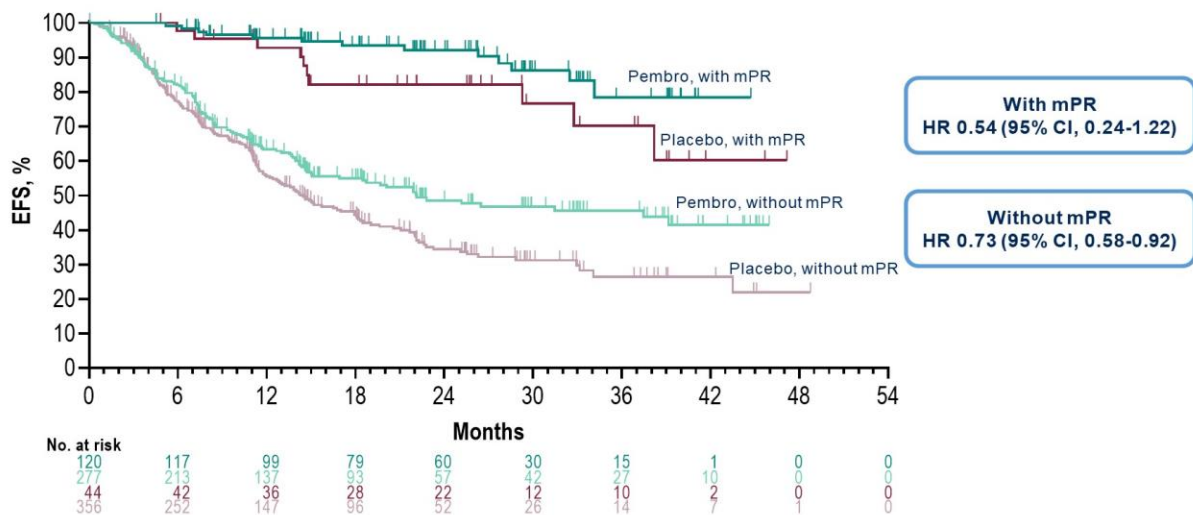 100
90
80
70
60
50
40
30
20
10
0
EFS, %
Pembro, with mPR
Placebo, with mPR
Pembro, without mPR
Placebo, without mPR
With mPR
HR 0.54 (95% CI, 0.24-1.22)
Without mPR
HR 0.73 (95% CI, 0.58-0.92)
0 6 12 18 24 30 36 42 48 54
Months
No. at risk
120 117 99 79 60 30 15 1 0 0
277 213 137 93 57 42 27 10 0 0
44 42 36 28 22 12 10 2 0 0
356 252 147 96 52 26 14 7 1 0